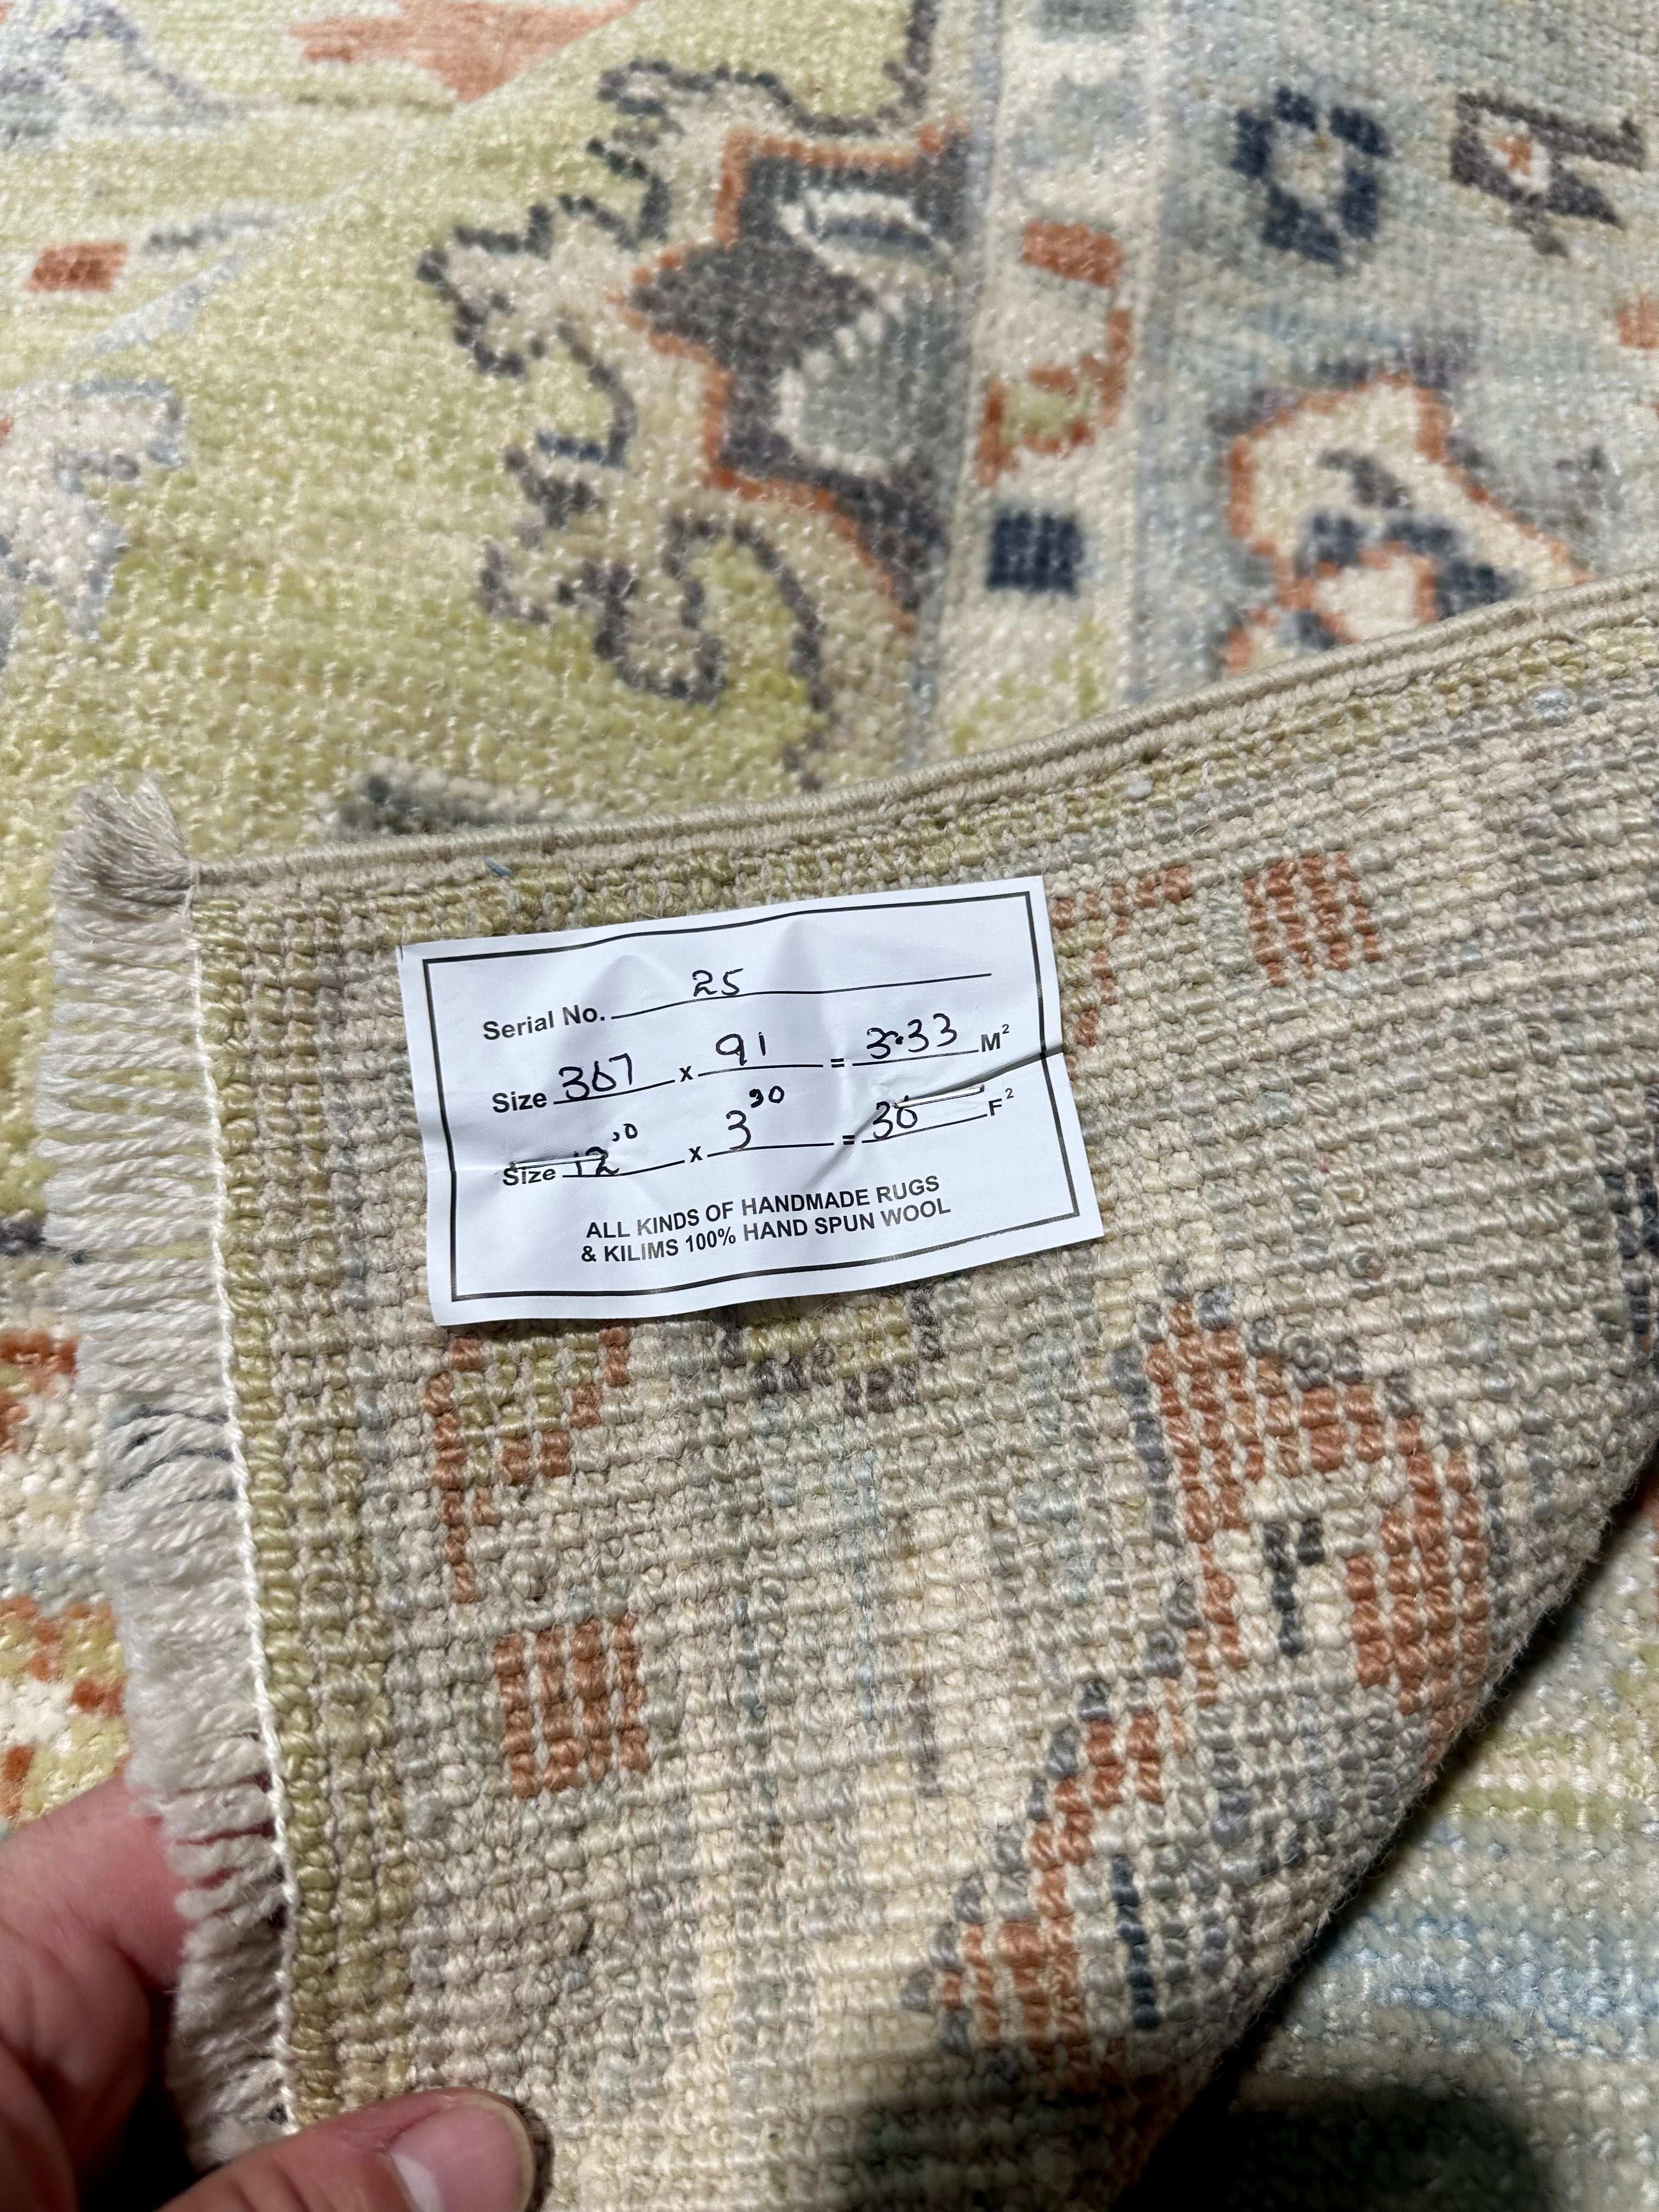 Serial No. 25
Size 367 x 91 = 3.33 M²
Size 12'0 x 3'0 = 36 F²
ALL KINDS OF HANDMADE RUGS
& KILIMS 100% HAND SPUN WOOL